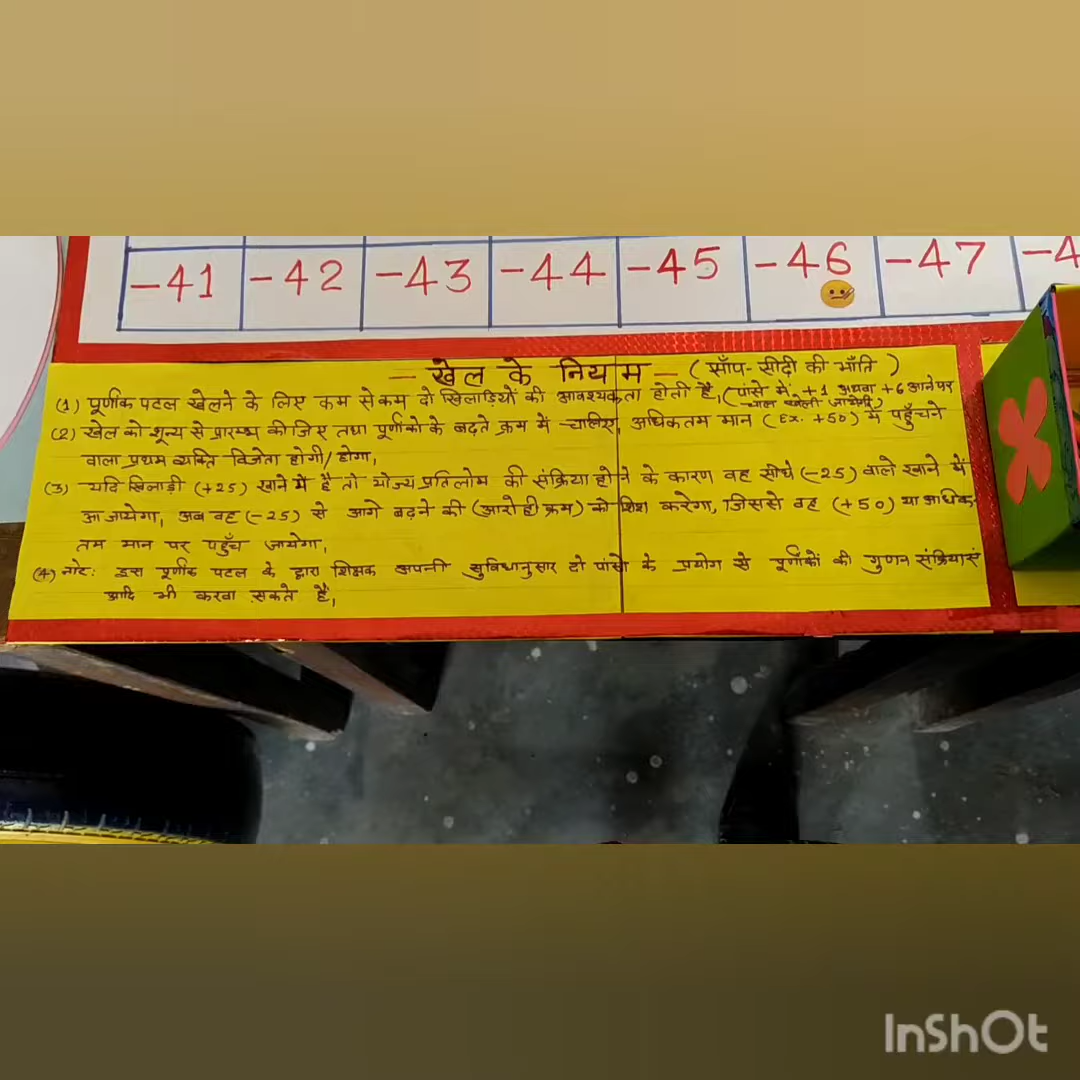 -41 -42 -43 -44 -45 -46 -47 -4
— खेल के नियम — (साँप-सीढ़ी की भाँति)
(1) पूर्णांक पटल खेलने के लिए कम से कम दो खिलाड़ियों की आवश्यकता होती है, (पांसे में +1 अथवा +6 आने पर
चाल चली जायेगी)
(2) खेल को शून्य से प्रारम्भ कीजिए तथा पूर्णांकों के बढ़ते क्रम में चलिए, अधिकतम मान (Ex. +50) में पहुँचने
वाला प्रथम व्यक्ति विजेता होगी/होगा,
(3) यदि खिलाड़ी (+25) खाने में है तो योज्य प्रतिलोम की संक्रिया होने के कारण वह सीधे (-25) वाले खाने में
आ जायेगा, अब वह (-25) से आगे बढ़ने की (आरोही क्रम) कोशिश करेगा, जिससे वह (+50) या अधिक-
तम मान पर पहुँच जायेगा,
(4) नोट: इस पूर्णांक पटल के द्वारा शिक्षक अपनी सुविधानुसार दो पांसों के प्रयोग से पूर्णांकों की गुणन संक्रियाएं
आदि भी करवा सकते हैं,
InShOt